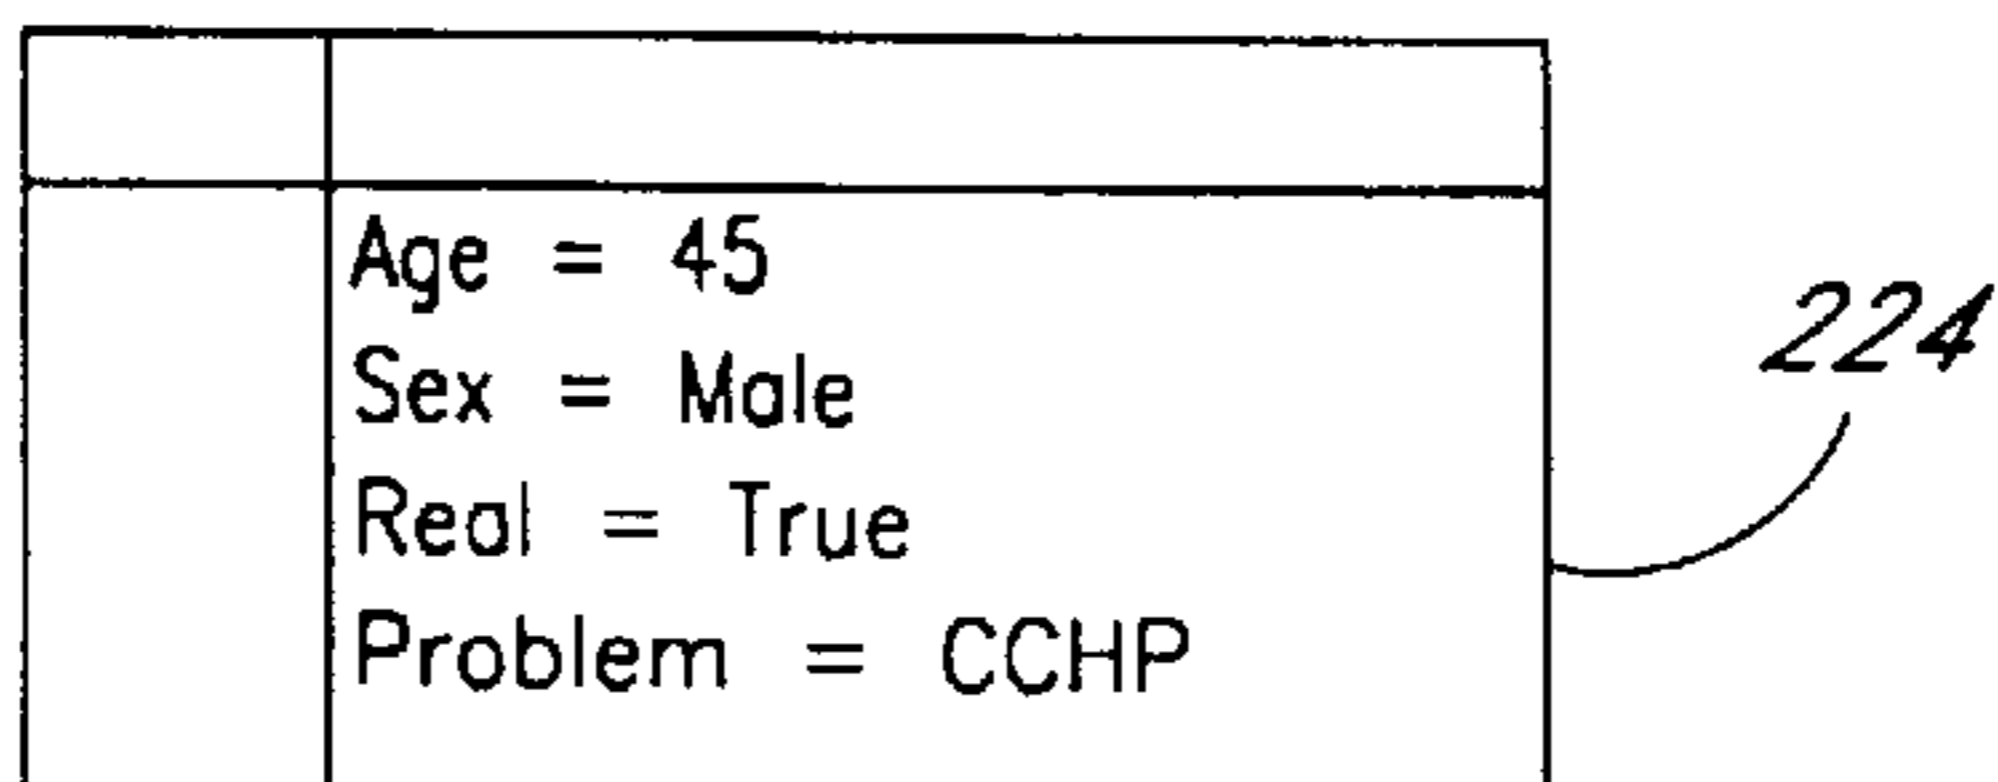 Age = 45
Sex = Male
Real = True
Problem = CCHP
224